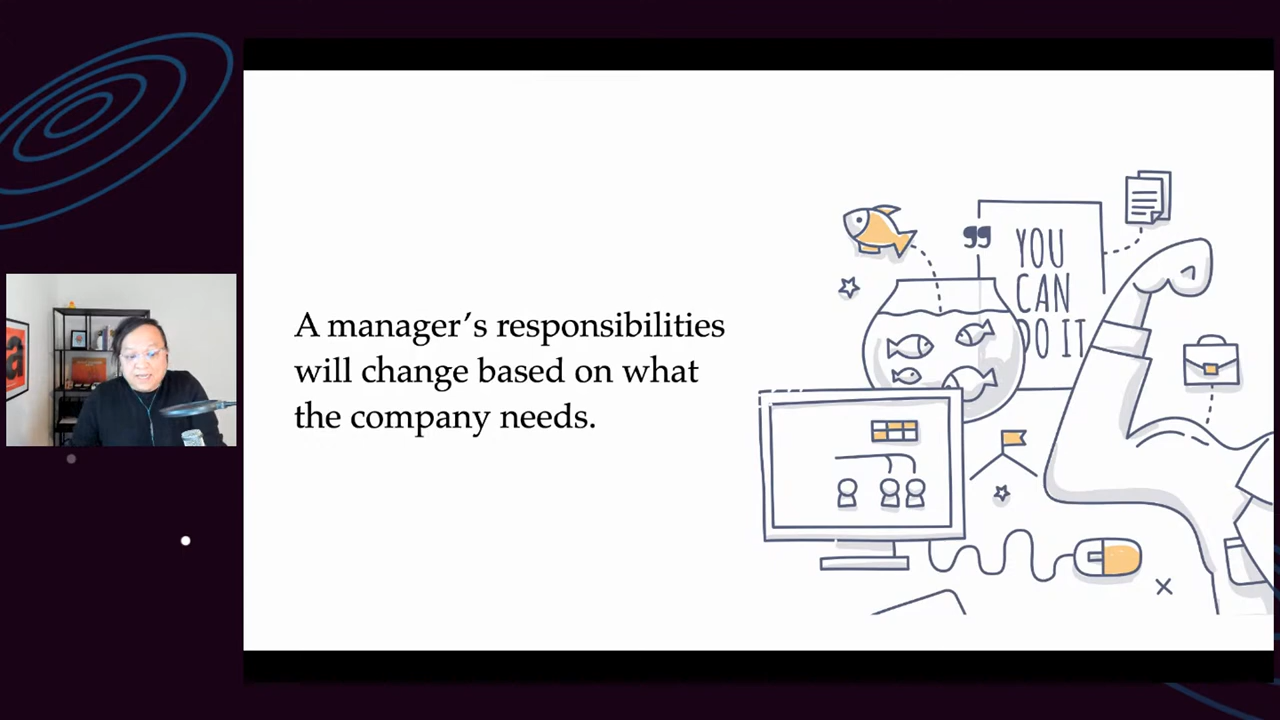 A manager’s responsibilities
will change based on what
the company needs.
YOU
CAN
DO IT